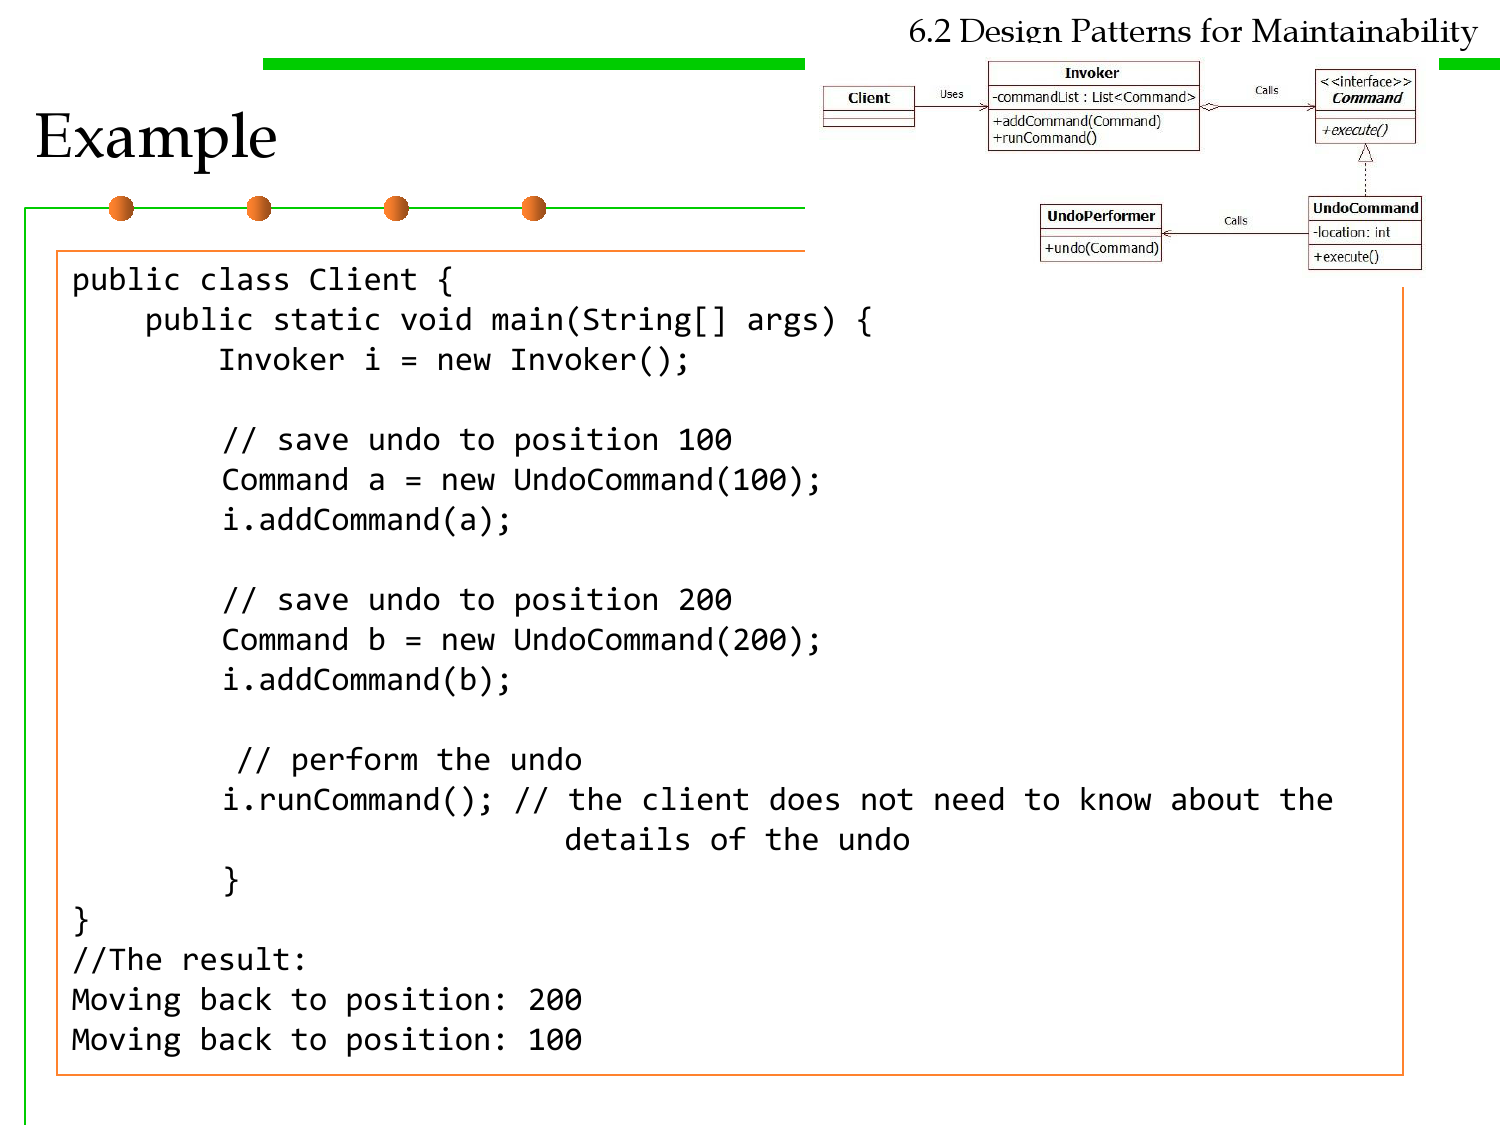 6.2 Design Patterns for Maintainability
Example
Client
Uses
Invoker
-commandList : List<Command>
+addCommand(Command)
+runCommand()
Calls
<<interface>>
Command
+execute()
UndoPerformer
+undo(Command)
Calls
UndoCommand
-location: int
+execute()
public class Client {
public static void main(String[] args) {
Invoker i = new Invoker();
// save undo to position 100
Command a = new UndoCommand(100);
i.addCommand(a);
// save undo to position 200
Command b = new UndoCommand(200);
i.addCommand(b);
// perform the undo
i.runCommand(); // the client does not need to know about the
details of the undo
}
}
//The result:
Moving back to position: 200
Moving back to position: 100